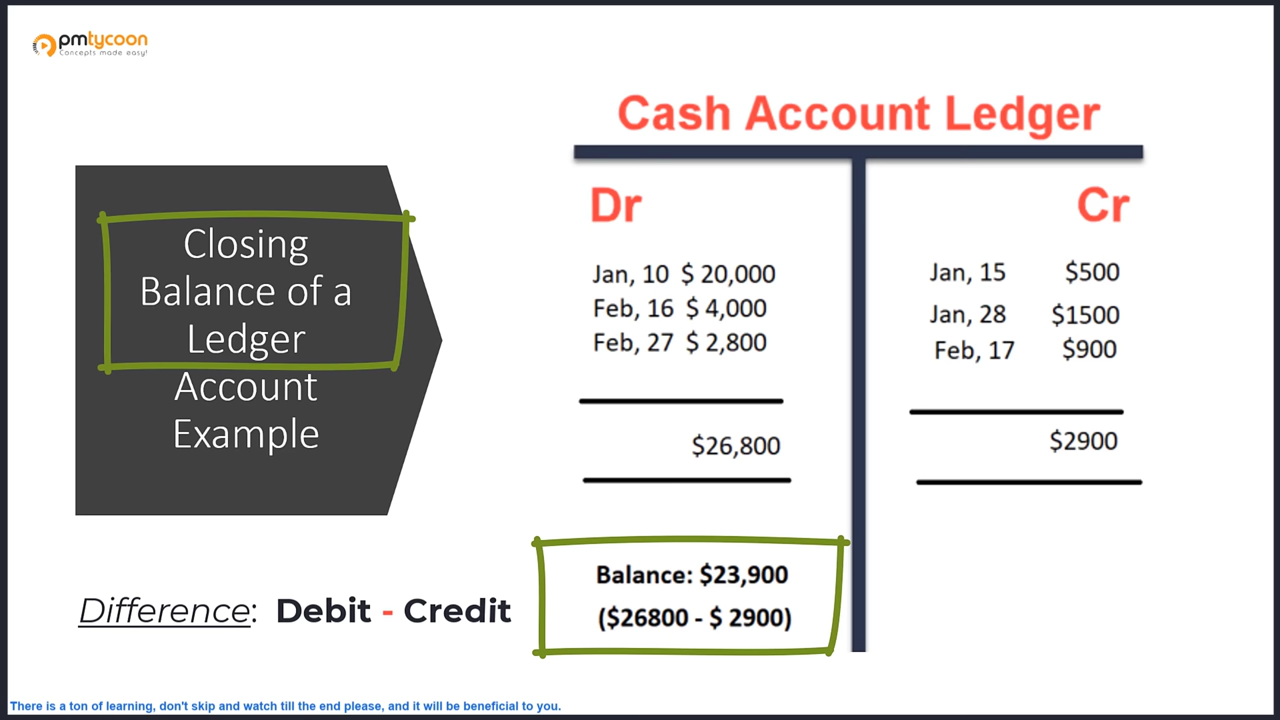 pmtycoon
Concepts made easy!
Cash Account Ledger
Dr
Cr
Closing
Balance of a
Ledger
Account
Example
Jan, 10 $ 20,000
Feb, 16 $ 4,000
Feb, 27 $ 2,800
$26,800
Jan, 15 $500
Jan, 28 $1500
Feb, 17 $900
$2900
Balance: $23,900
($26800 - $ 2900)
Difference: Debit - Credit
There is a ton of learning, don't skip and watch till the end please, and it will be beneficial to you.